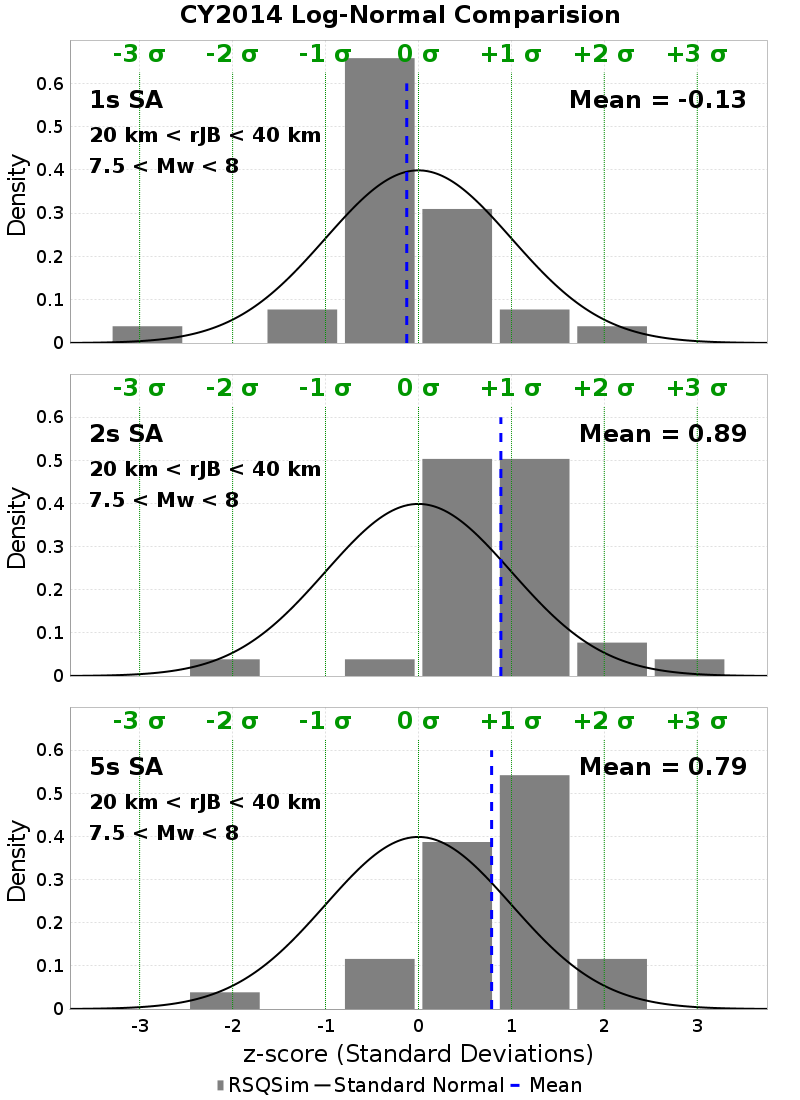 CY2014 Log-Normal Comparision
-3 σ -2 σ -1 σ 0 σ +1 σ +2 σ +3 σ
1s SA
Mean = -0.13
20 km < rJB < 40 km
7.5 < Mw < 8
Density
0.6
0.5
0.4
0.3
0.2
0.1
0
-3 σ -2 σ -1 σ 0 σ +1 σ +2 σ +3 σ
2s SA
Mean = 0.89
20 km < rJB < 40 km
7.5 < Mw < 8
Density
0.6
0.5
0.4
0.3
0.2
0.1
0
-3 σ -2 σ -1 σ 0 σ +1 σ +2 σ +3 σ
5s SA
Mean = 0.79
20 km < rJB < 40 km
7.5 < Mw < 8
Density
0.6
0.5
0.4
0.3
0.2
0.1
0
-3 -2 -1 0 1 2 3
z-score (Standard Deviations)
RSQSim Standard Normal Mean